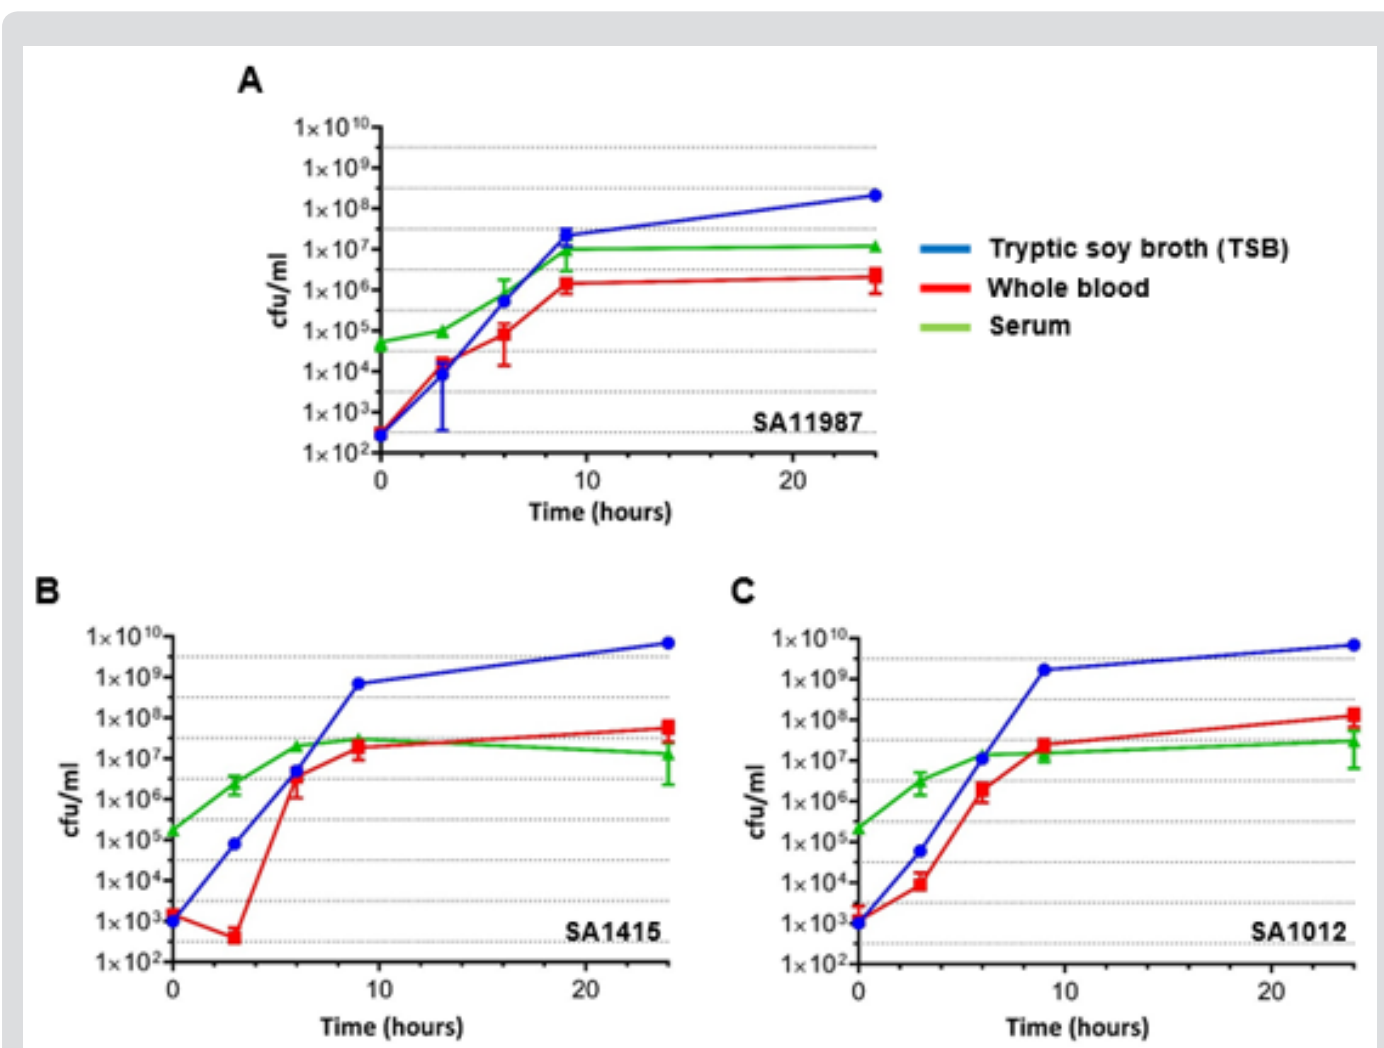 A
1×10¹⁰
1×10⁹
1×10⁸
1×10⁷
1×10⁶
1×10⁵
1×10⁴
1×10³
1×10²
cfu/ml
0 10 20
Time (hours)
SA11987
Tryptic soy broth (TSB)
Whole blood
Serum
B
1×10¹⁰
1×10⁹
1×10⁸
1×10⁷
1×10⁶
1×10⁵
1×10⁴
1×10³
1×10²
cfu/ml
0 10 20
Time (hours)
SA1415
C
1×10¹⁰
1×10⁹
1×10⁸
1×10⁷
1×10⁶
1×10⁵
1×10⁴
1×10³
1×10²
cfu/ml
0 10 20
Time (hours)
SA1012